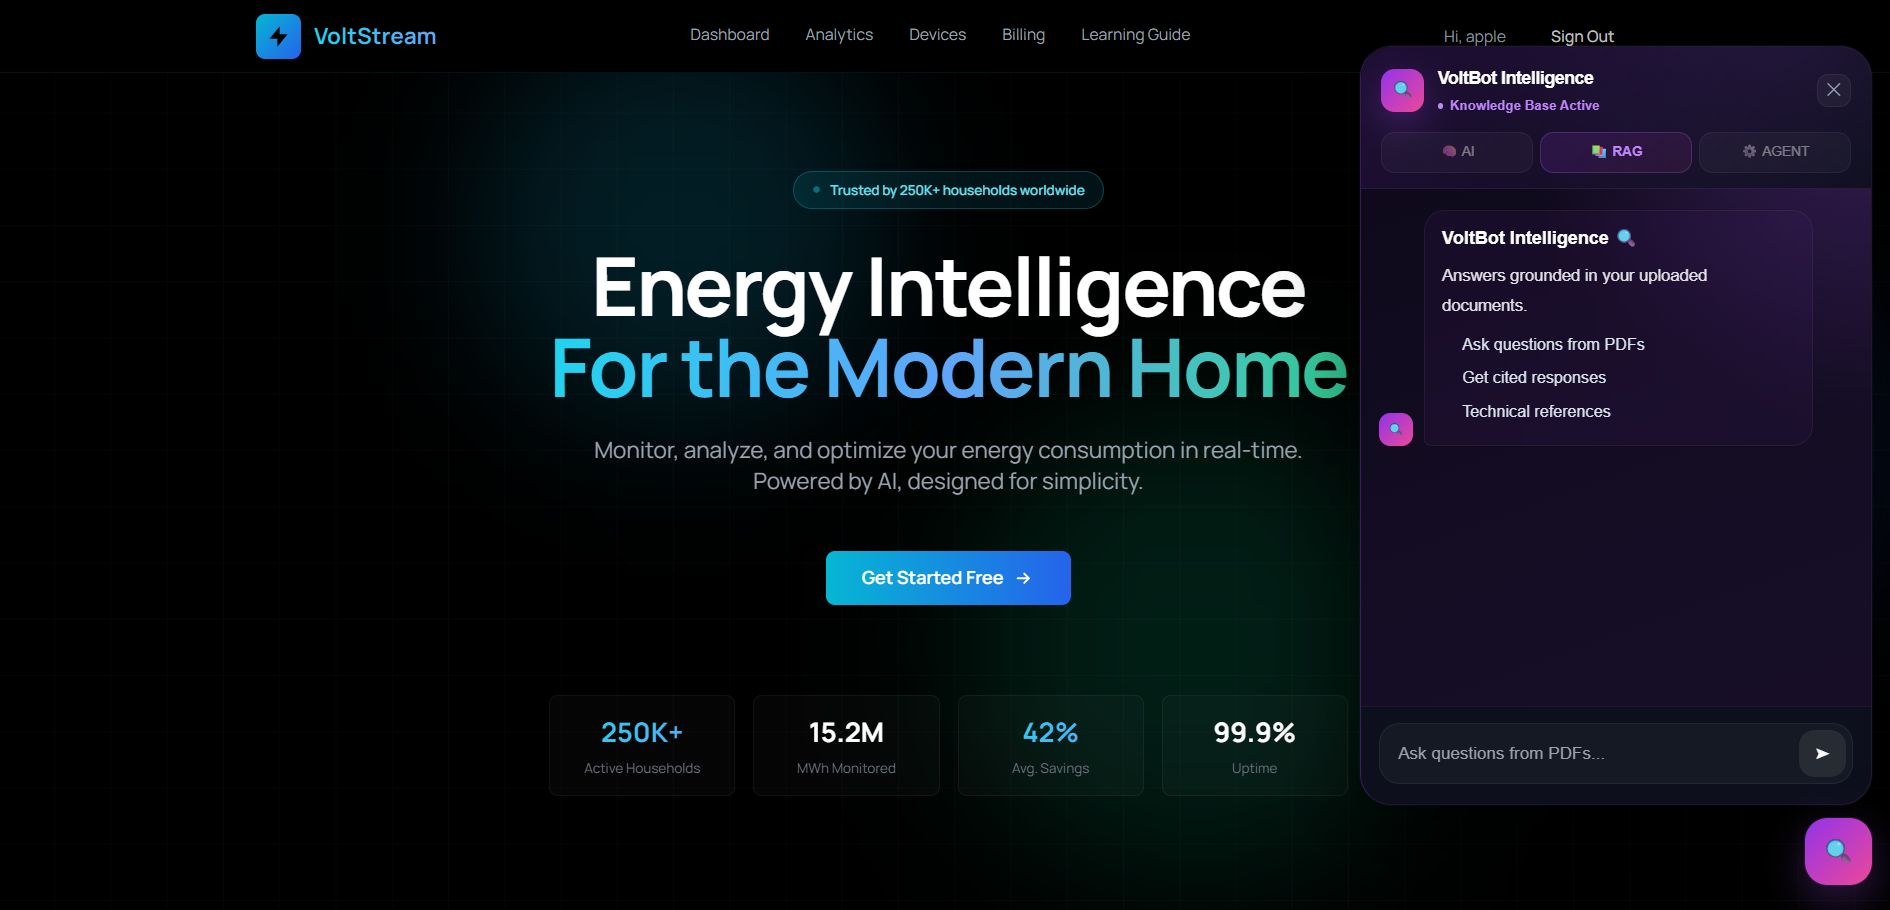 VoltStream
Dashboard
Analytics
Devices
Billing
Learning Guide
Hi, apple
Sign Out
Trusted by 250K+ households worldwide
Energy Intelligence
For the Modern Home
Monitor, analyze, and optimize your energy consumption in real-time.
Powered by AI, designed for simplicity.
Get Started Free →
250K+
Active Households
15.2M
MWh Monitored
42%
Avg. Savings
99.9%
Uptime
VoltBot Intelligence
Knowledge Base Active
AI
RAG
AGENT
VoltBot Intelligence
Answers grounded in your uploaded
documents.
Ask questions from PDFs
Get cited responses
Technical references
Ask questions from PDFs...